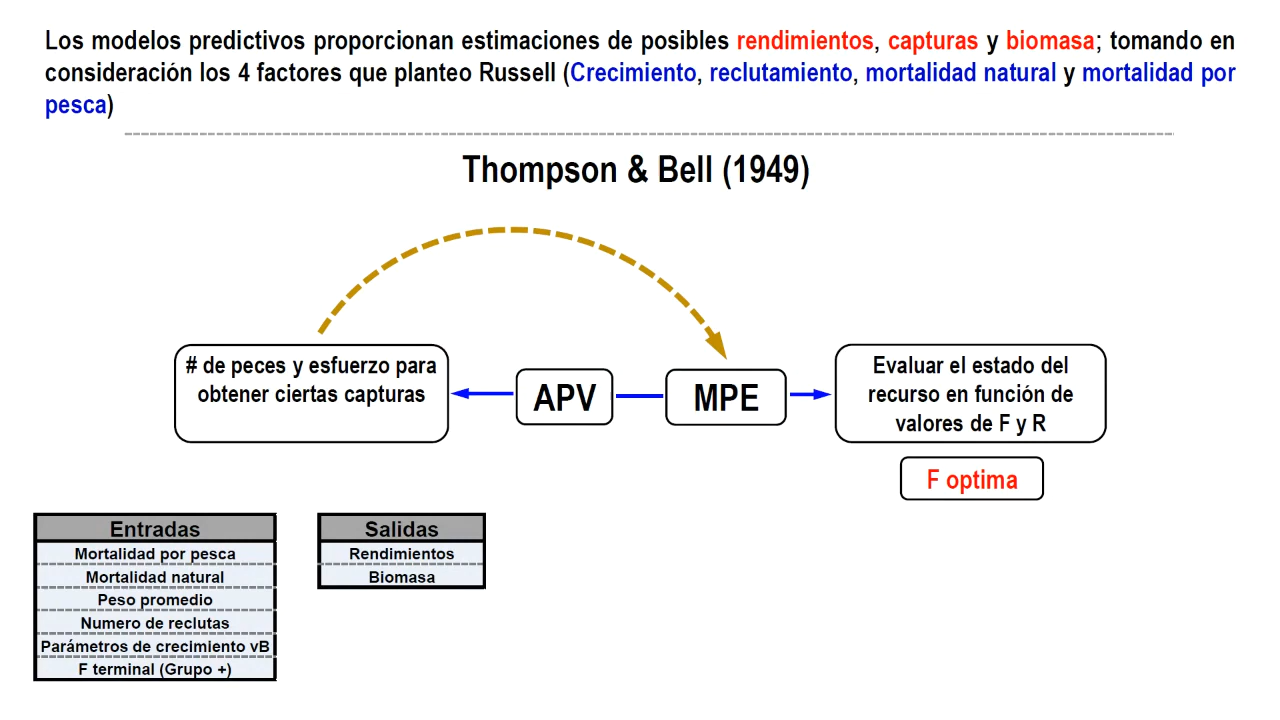 Los modelos predictivos proporcionan estimaciones de posibles rendimientos, capturas y biomasa; tomando en
consideración los 4 factores que planteo Russell (Crecimiento, reclutamiento, mortalidad natural y mortalidad por
pesca)
Thompson & Bell (1949)
# de peces y esfuerzo para
obtener ciertas capturas
APV
MPE
Evaluar el estado del
recurso en función de
valores de F y R
F optima
Entradas
Mortalidad por pesca
Mortalidad natural
Peso promedio
Numero de reclutas
Parámetros de crecimiento vB
F terminal (Grupo +)
Salidas
Rendimientos
Biomasa